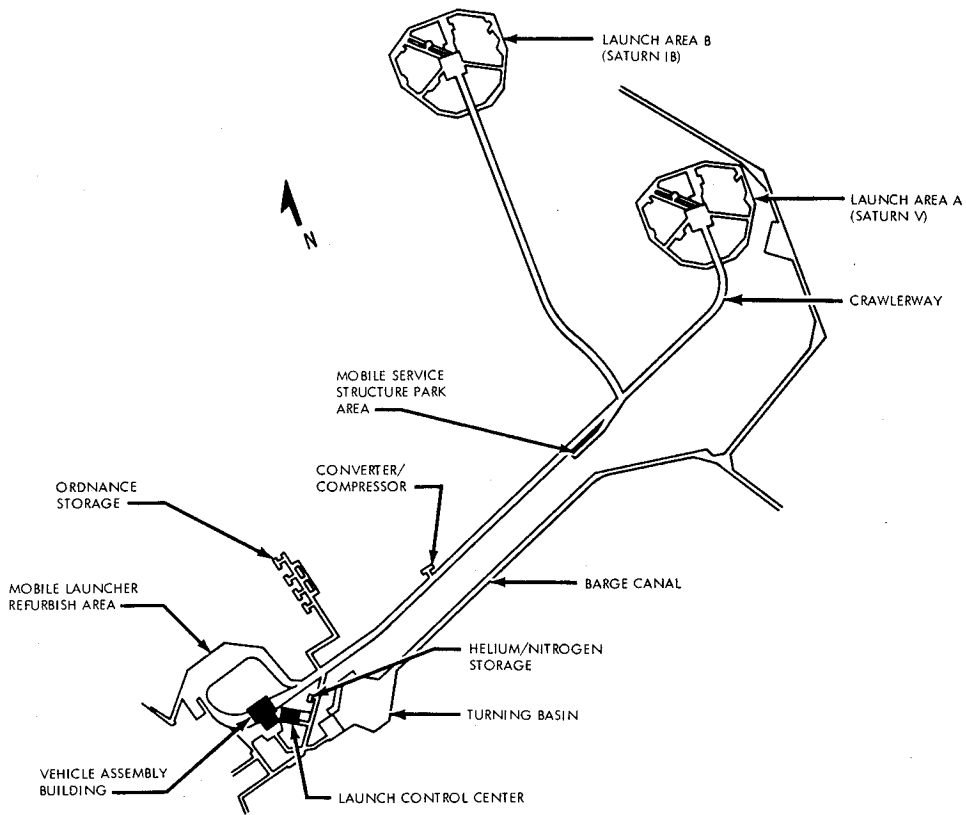 LAUNCH AREA B
(SATURN IB)
LAUNCH AREA A
(SATURN V)
N
CRAWLERWAY
MOBILE SERVICE
STRUCTURE PARK
AREA
CONVERTER/
COMPRESSOR
ORDNANCE
STORAGE
MOBILE LAUNCHER
REFURBISH AREA
BARGE CANAL
HELIUM/NITROGEN
STORAGE
TURNING BASIN
VEHICLE ASSEMBLY
BUILDING
LAUNCH CONTROL CENTER